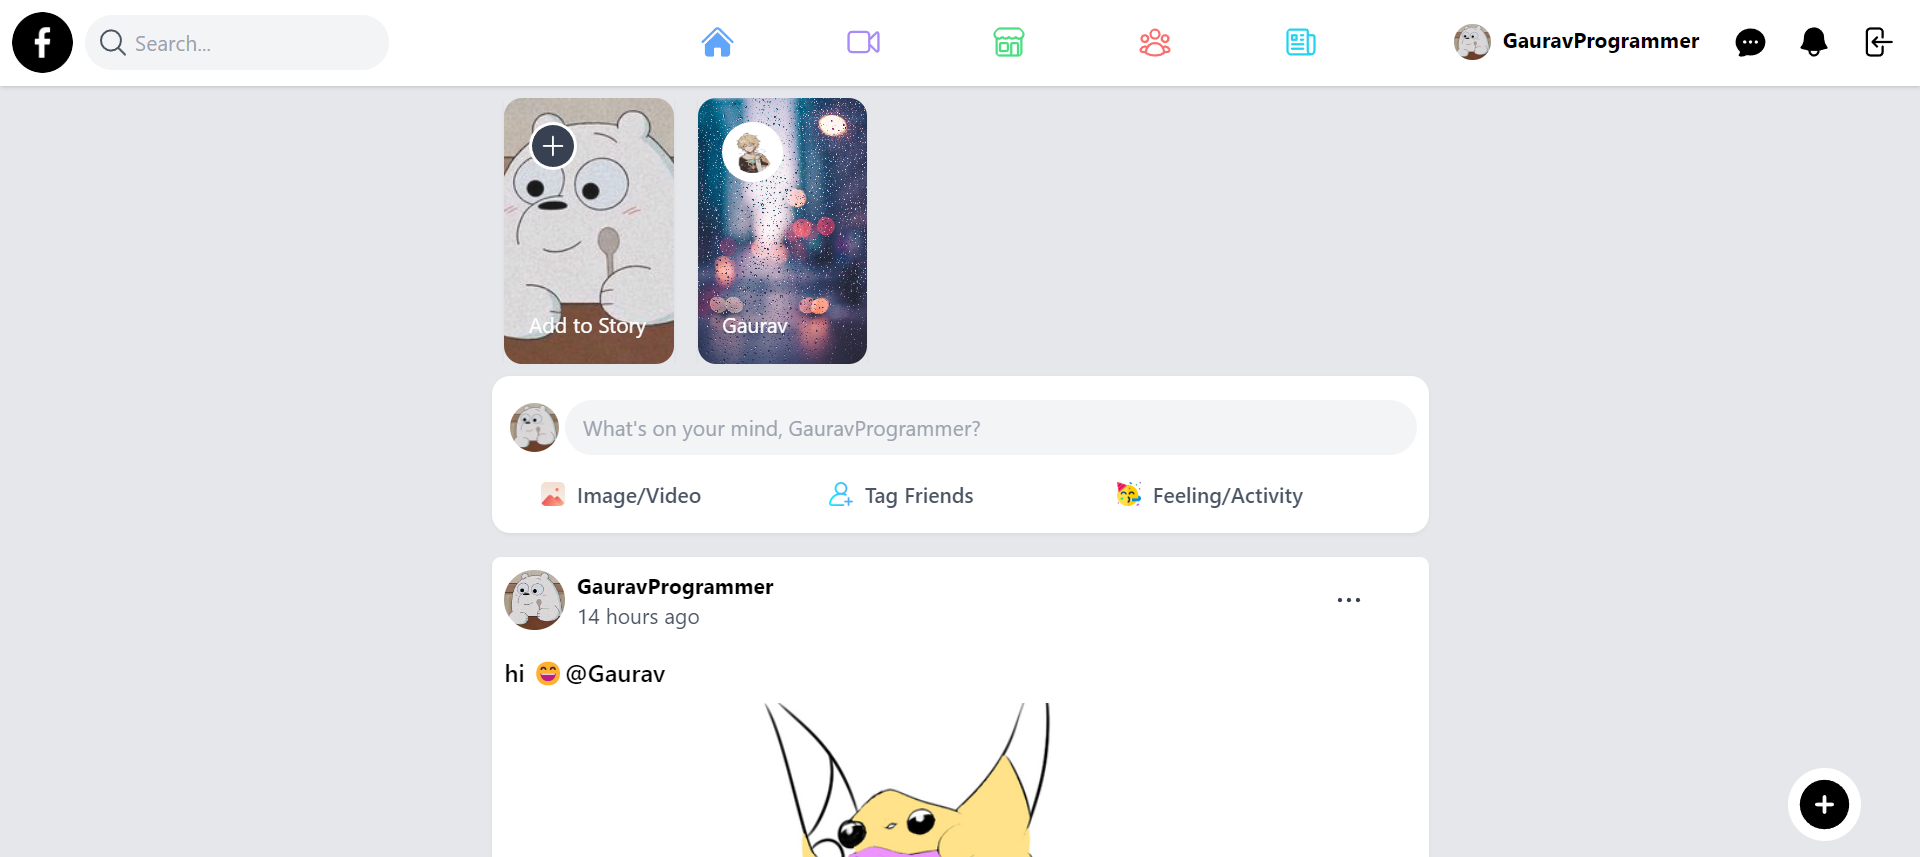 Search...
GauravProgrammer
Add to Story
Gaurav
What's on your mind, GauravProgrammer?
Image/Video
Tag Friends
Feeling/Activity
GauravProgrammer
14 hours ago
hi 😄@Gaurav